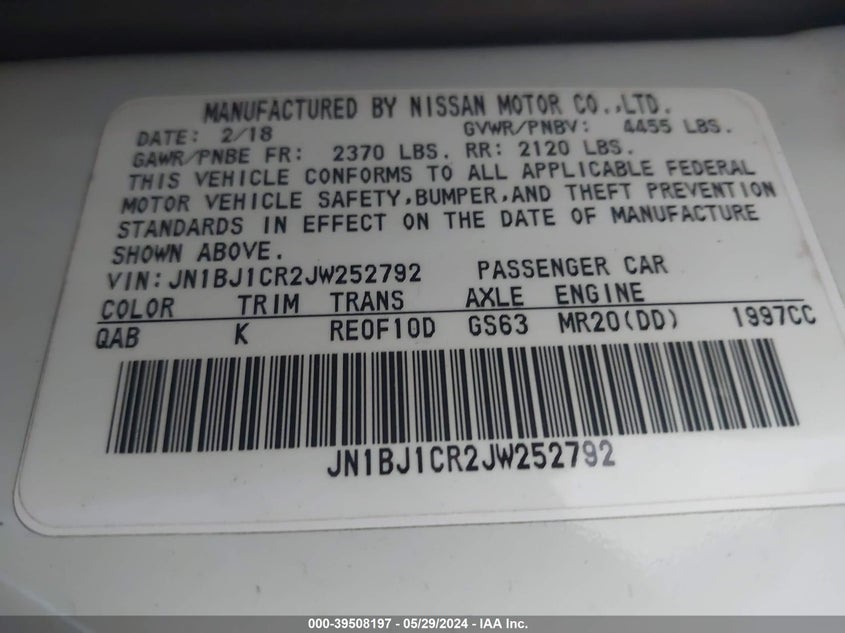 MANUFACTURED BY NISSAN MOTOR CO.,LTD.
DATE: 2/18 GVWR/PNBV: 4455 LBS.
GAWR/PNBE FR: 2370 LBS. RR: 2120 LBS.
THIS VEHICLE CONFORMS TO ALL APPLICABLE FEDERAL
MOTOR VEHICLE SAFETY,BUMPER,AND THEFT PREVENTION
STANDARDS IN EFFECT ON THE DATE OF MANUFACTURE
SHOWN ABOVE.
VIN:JN1BJ1CR2JW252792 PASSENGER CAR
COLOR TRIM TRANS AXLE ENGINE
QAB K RE0F10D GS63 MR20(DD) 1997CC
JN1BJ1CR2JW252792
000-39508197 - 05/29/2024 - IAA Inc.